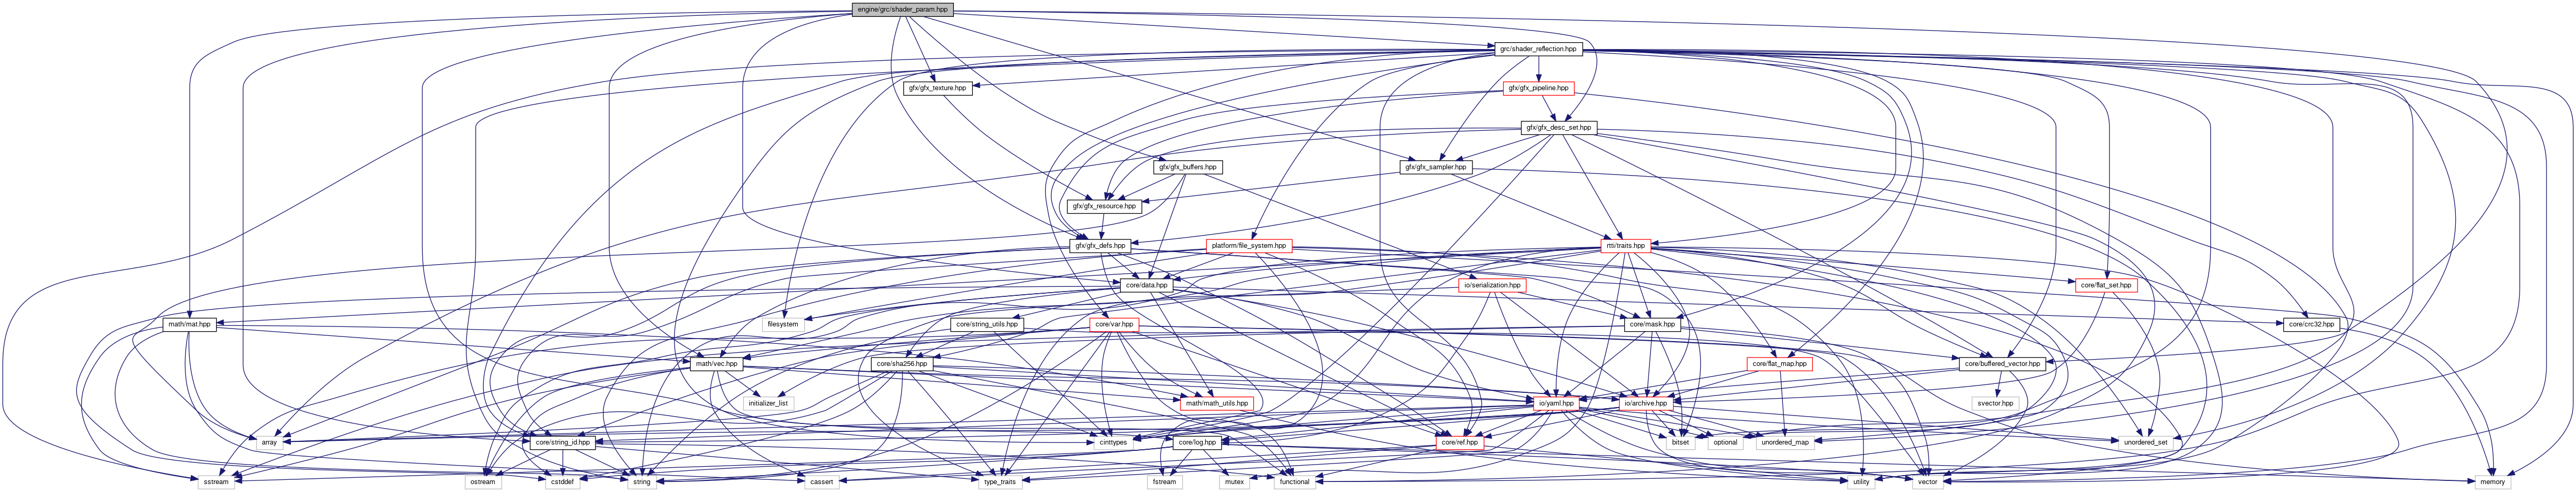 engine/grc/shader_param.hpp
grc/shader_reflection.hpp
gfx/gfx_texture.hpp
gfx/gfx_pipeline.hpp
gfx/gfx_desc_set.hpp
gfx/gfx_buffers.hpp
gfx/gfx_sampler.hpp
gfx/gfx_resource.hpp
gfx/gfx_defs.hpp
platform/file_system.hpp
rtti/traits.hpp
core/data.hpp
io/serialization.hpp
core/flat_set.hpp
math/mat.hpp
filesystem
core/string_utils.hpp
core/var.hpp
core/mask.hpp
core/crc32.hpp
math/vec.hpp
core/sha256.hpp
core/flat_map.hpp
core/buffered_vector.hpp
initializer_list
math/math_utils.hpp
io/yaml.hpp
io/archive.hpp
svector.hpp
array
core/string_id.hpp
cinttypes
core/log.hpp
core/ref.hpp
bitset
optional
unordered_map
unordered_set
sstream
ostream
cstddef
string
cassert
type_traits
fstream
mutex
functional
utility
vector
memory